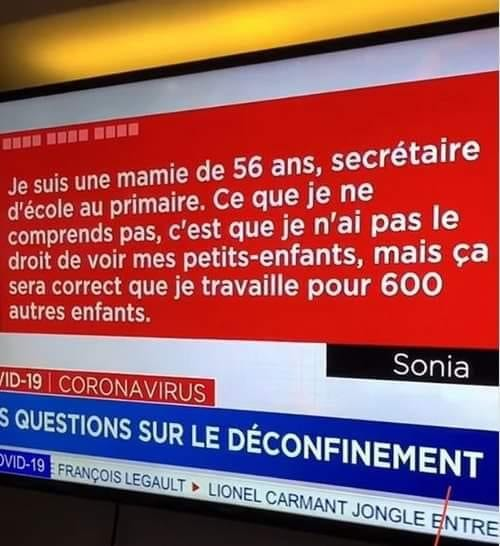 Je suis une mamie de 56 ans, secrétaire
d'école au primaire. Ce que je ne
comprends pas, c'est que je n'ai pas le
droit de voir mes petits-enfants, mais ça
sera correct que je travaille pour 600
autres enfants.
Sonia
VID-19 | CORONAVIRUS
S QUESTIONS SUR LE DÉCONFINEMENT
OVID-19 FRANÇOIS LEGAULT ▸ LIONEL CARMANT JONGLE ENTRE